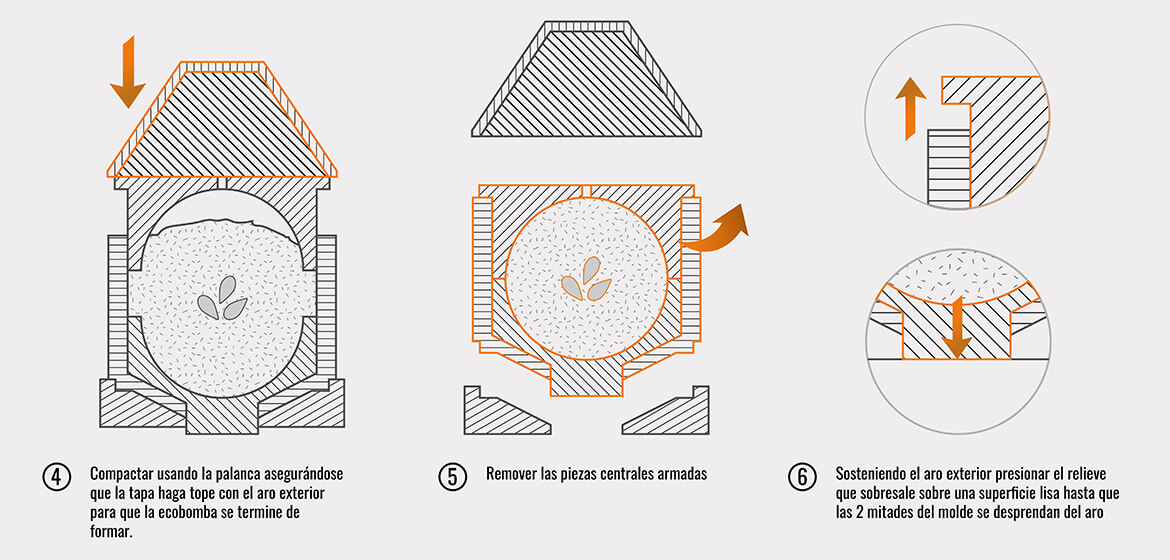 4
Compactar usando la palanca asegurándose
que la tapa haga tope con el aro exterior
para que la ecobomba se termine de
formar.
5
Remover las piezas centrales armadas
6
Sosteniendo el aro exterior presionar el relieve
que sobresale sobre una superficie lisa hasta que
las 2 mitades del molde se desprendan del aro